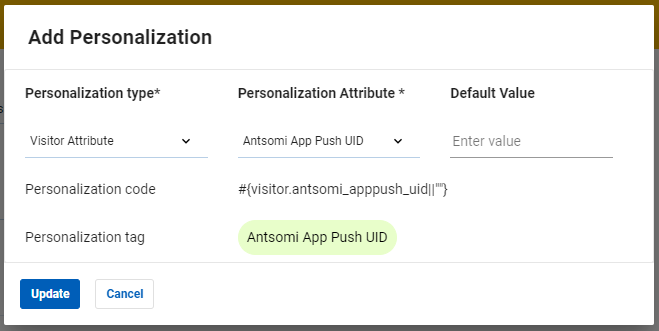 Add Personalization
Personalization type* Personalization Attribute * Default Value
Visitor Attribute Antsomi App Push UID Enter value
Personalization code #{visitor.antsomi_apppush_uid||""}
Personalization tag Antsomi App Push UID
Update Cancel